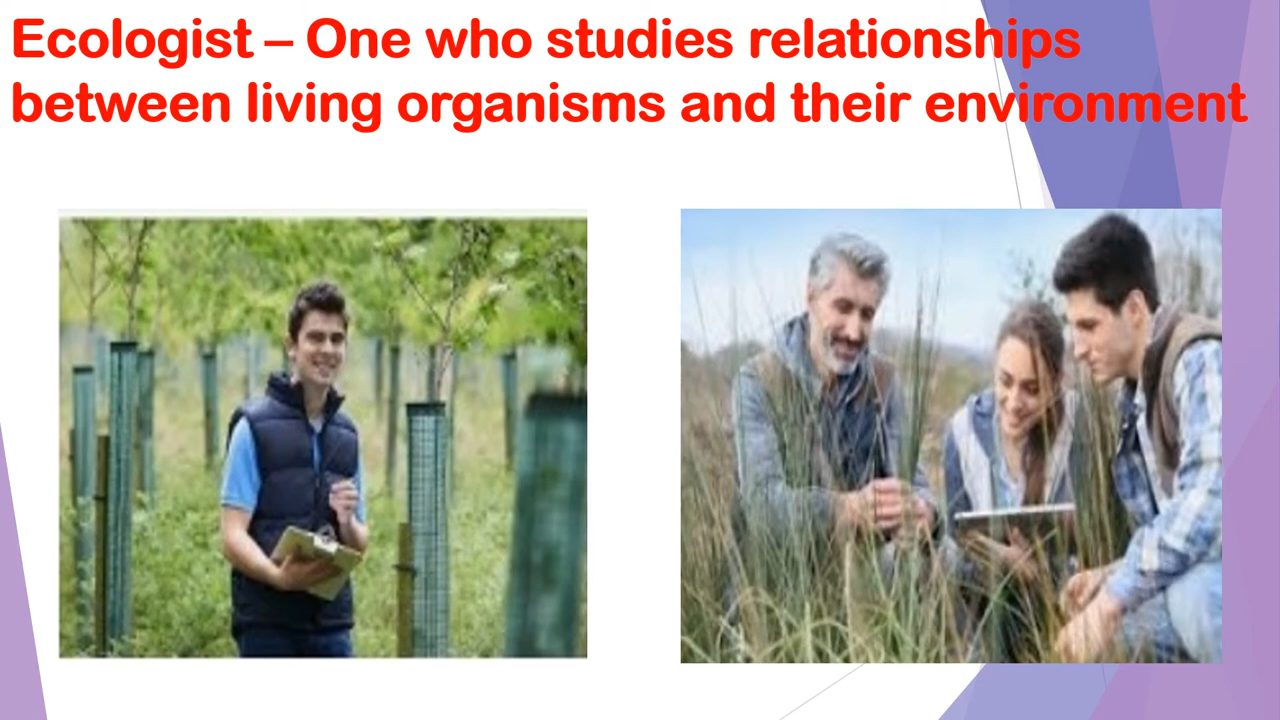 Ecologist – One who studies relationships
between living organisms and their environment